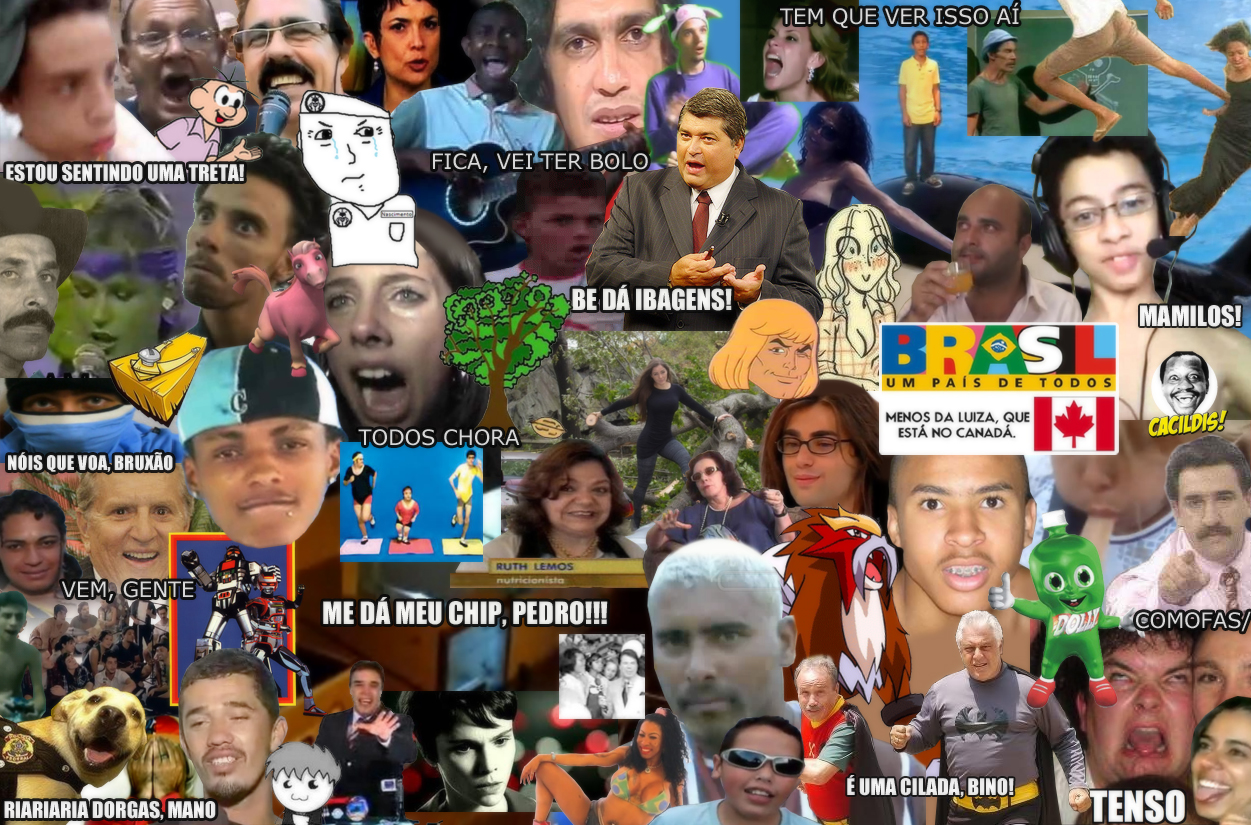 TEM QUE VER ISSO AÍ
ESTOU SENTINDO UMA TRETA!
FICA, VEI TER BOLO
Nascimento
BE DÁ IBAGENS!
MAMILOS!
BRASIL
UM PAÍS DE TODOS
MENOS DA LUIZA, QUE
ESTÁ NO CANADÁ.
CACILDIS!
TODOS CHORA
NÓIS QUE VOA, BRUXÃO
RUTH LEMOS
nutricionista
VEM, GENTE
ME DÁ MEU CHIP, PEDRO!!!
DOLLY
COMOFAS/
É UMA CILADA, BINO!
RIARIARIA DORGAS, MANO
TENSO